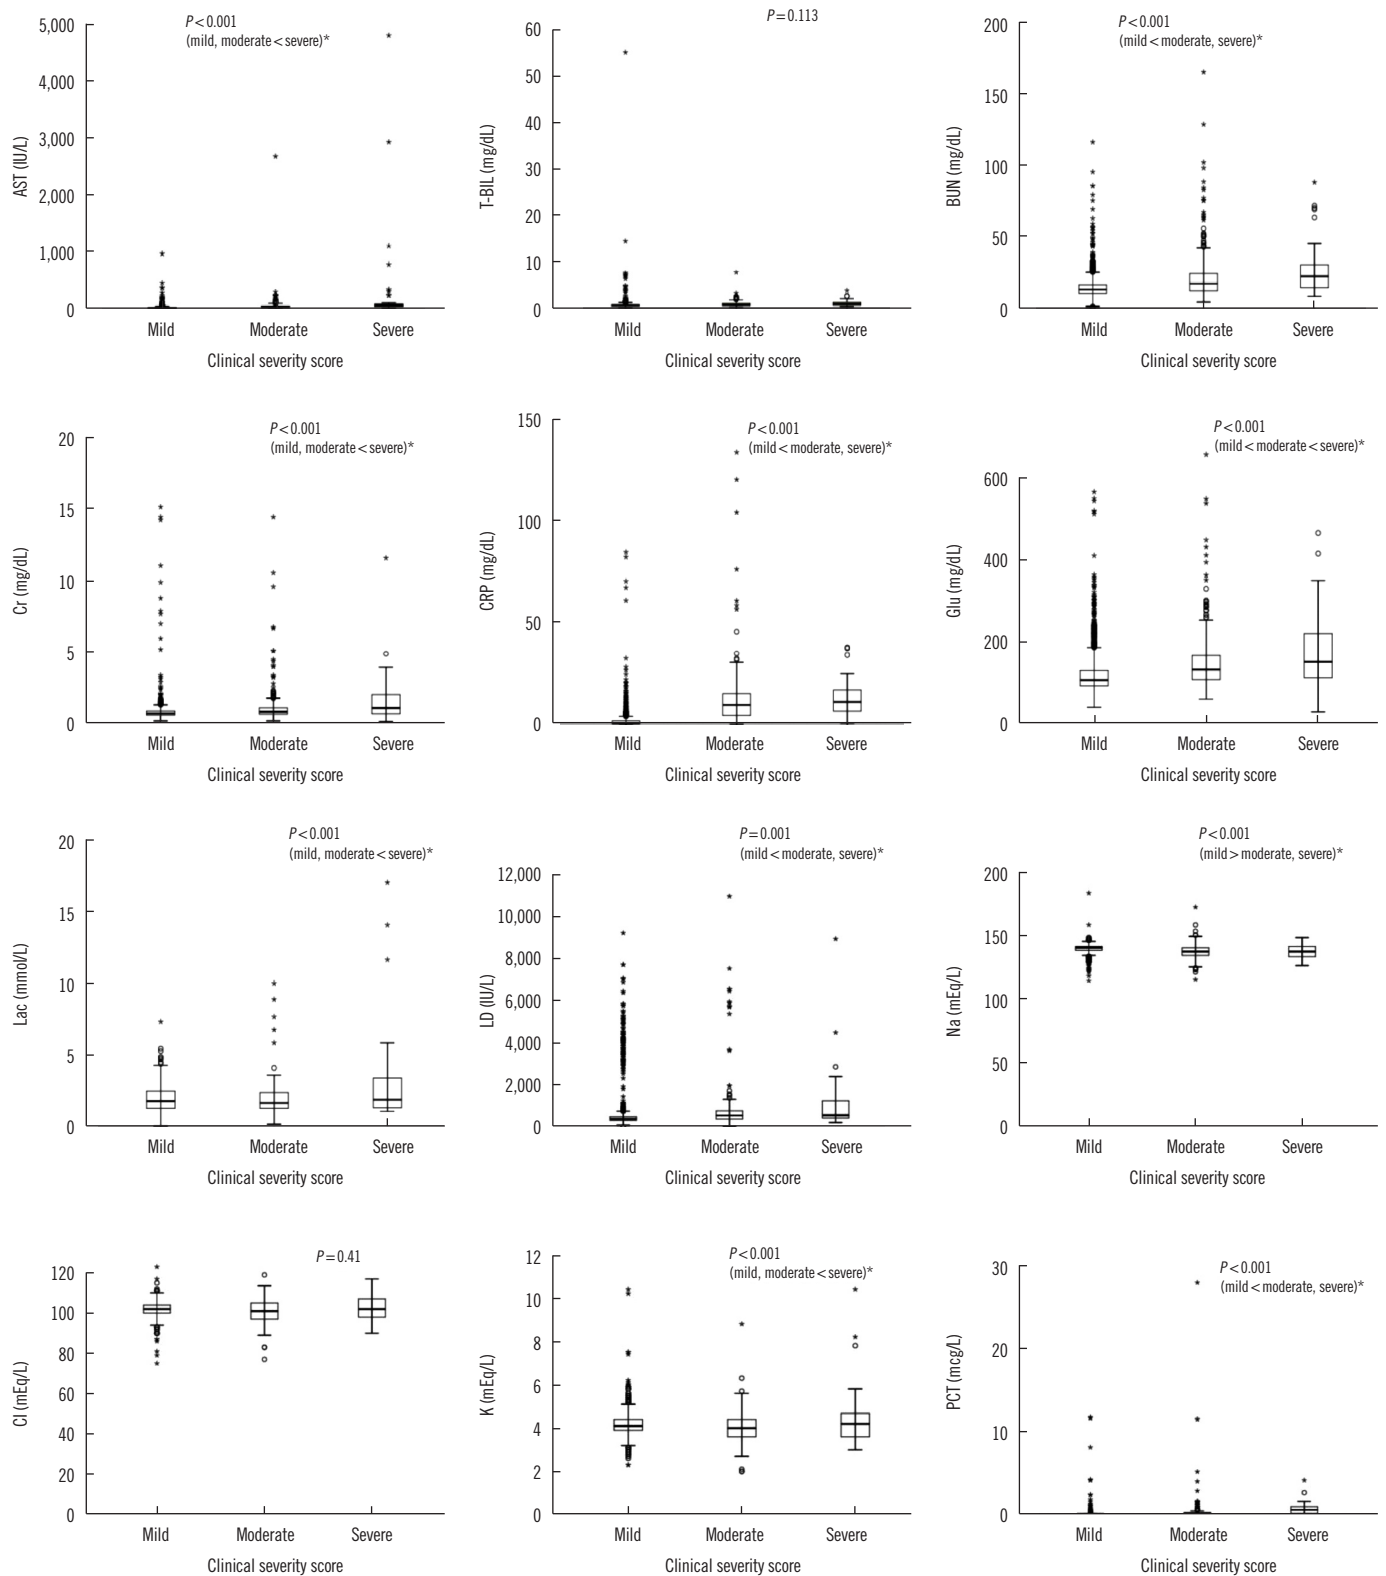 P<0.001
(mild, moderate<severe)*
5,000
4,000
3,000
2,000
1,000
0
AST (IU/L)
Mild Moderate Severe
Clinical severity score
P=0.113
60
50
40
30
20
10
0
T-BIL (mg/dL)
Mild Moderate Severe
Clinical severity score
P<0.001
(mild<moderate, severe)*
200
150
100
50
0
BUN (mg/dL)
Mild Moderate Severe
Clinical severity score
P<0.001
(mild, moderate<severe)*
20
15
10
5
0
Cr (mg/dL)
Mild Moderate Severe
Clinical severity score
P<0.001
(mild<moderate, severe)*
150
100
50
0
CRP (mg/dL)
Mild Moderate Severe
Clinical severity score
P<0.001
(mild<moderate<severe)*
600
400
200
0
Glu (mg/dL)
Mild Moderate Severe
Clinical severity score
P<0.001
(mild, moderate<severe)*
20
15
10
5
0
Lac (mmol/L)
Mild Moderate Severe
Clinical severity score
P=0.001
(mild<moderate, severe)*
12,000
10,000
8,000
6,000
4,000
2,000
0
LD (IU/L)
Mild Moderate Severe
Clinical severity score
P<0.001
(mild>moderate, severe)*
200
150
100
50
0
Na (mEq/L)
Mild Moderate Severe
Clinical severity score
P=0.41
120
100
80
60
40
20
0
Cl (mEq/L)
Mild Moderate Severe
Clinical severity score
P<0.001
(mild, moderate<severe)*
12
10
8
6
4
2
0
K (mEq/L)
Mild Moderate Severe
Clinical severity score
P<0.001
(mild<moderate, severe)*
30
20
10
0
PCT (mcg/L)
Mild Moderate Severe
Clinical severity score